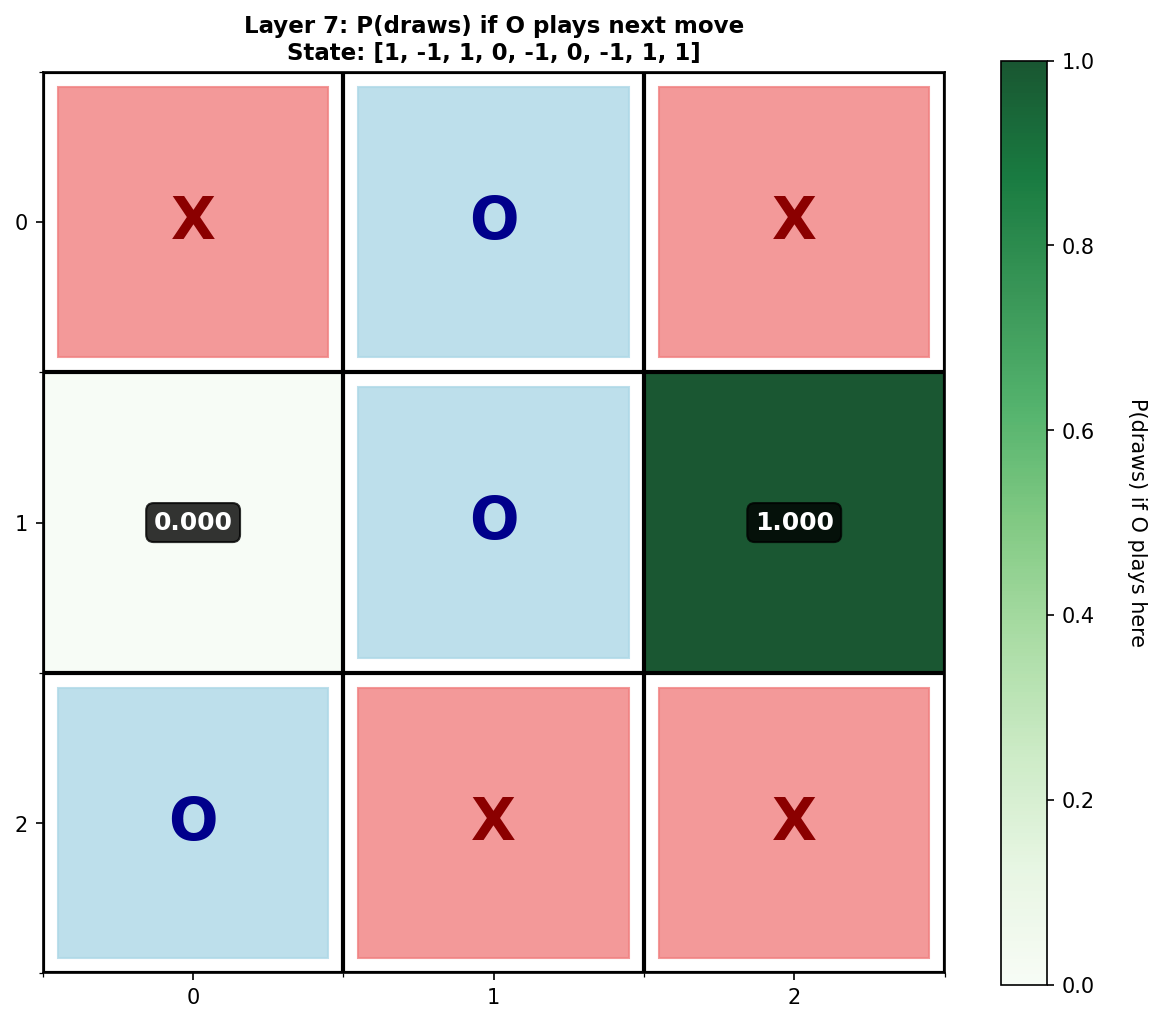 Layer 7: P(draws) if O plays next move
State: [1, -1, 1, 0, -1, 0, -1, 1, 1]
X
O
X
0
0.000
O
1.000
1
O
X
X
2
0
1
2
1.0
0.8
0.6
0.4
0.2
0.0
P(draws) if O plays here